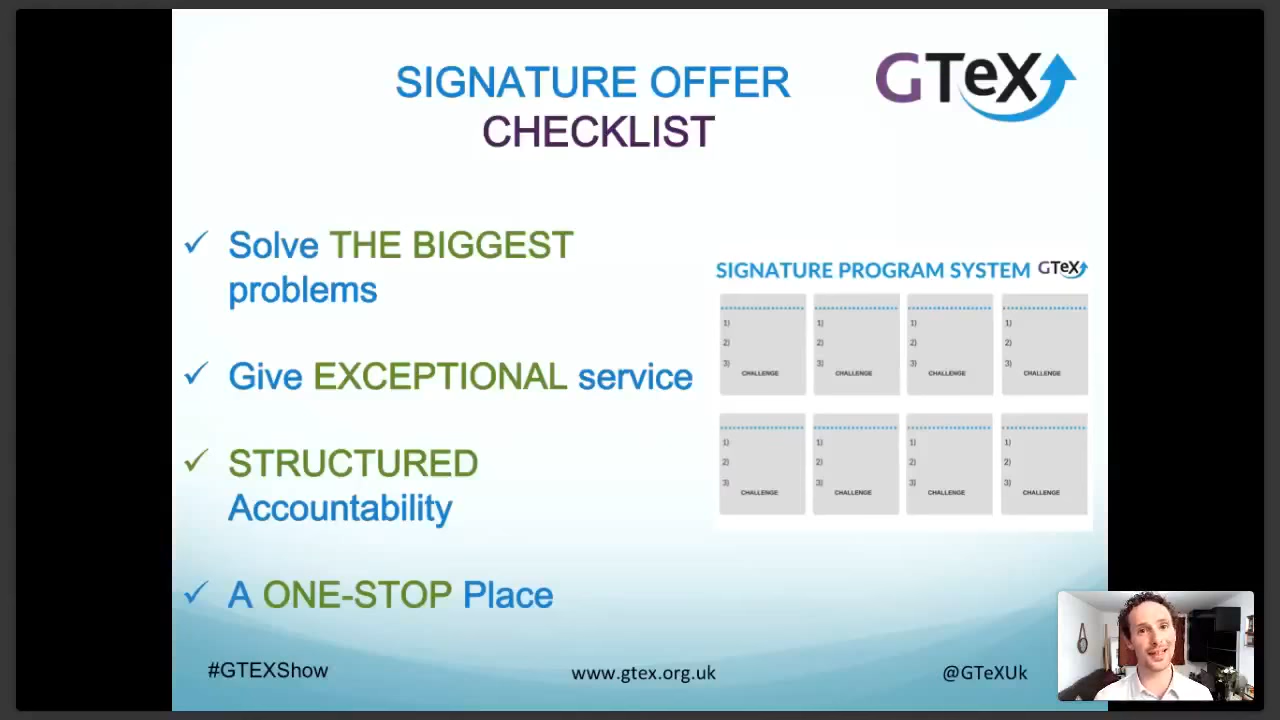 SIGNATURE OFFER
CHECKLIST
GTeX
✓ Solve THE BIGGEST
problems
✓ Give EXCEPTIONAL service
✓ STRUCTURED
Accountability
✓ A ONE-STOP Place
SIGNATURE PROGRAM SYSTEM GTeX
1) 1) 1) 1)
2) 2) 2) 2)
3) 3) 3) 3)
CHALLENGE CHALLENGE CHALLENGE CHALLENGE
1) 1) 1) 1)
2) 2) 2) 2)
3) 3) 3) 3)
CHALLENGE CHALLENGE CHALLENGE CHALLENGE
#GTEXShow www.gtex.org.uk @GTeXUk